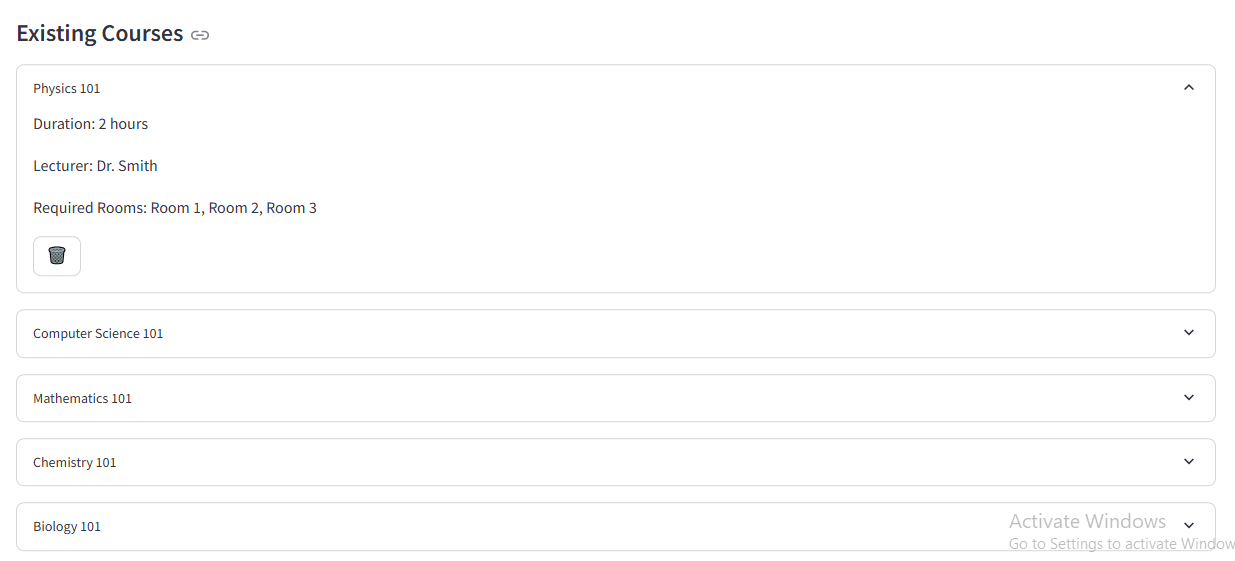 Existing Courses
Physics 101
Duration: 2 hours
Lecturer: Dr. Smith
Required Rooms: Room 1, Room 2, Room 3
Computer Science 101
Mathematics 101
Chemistry 101
Biology 101
Activate Windows
Go to Settings to activate Window